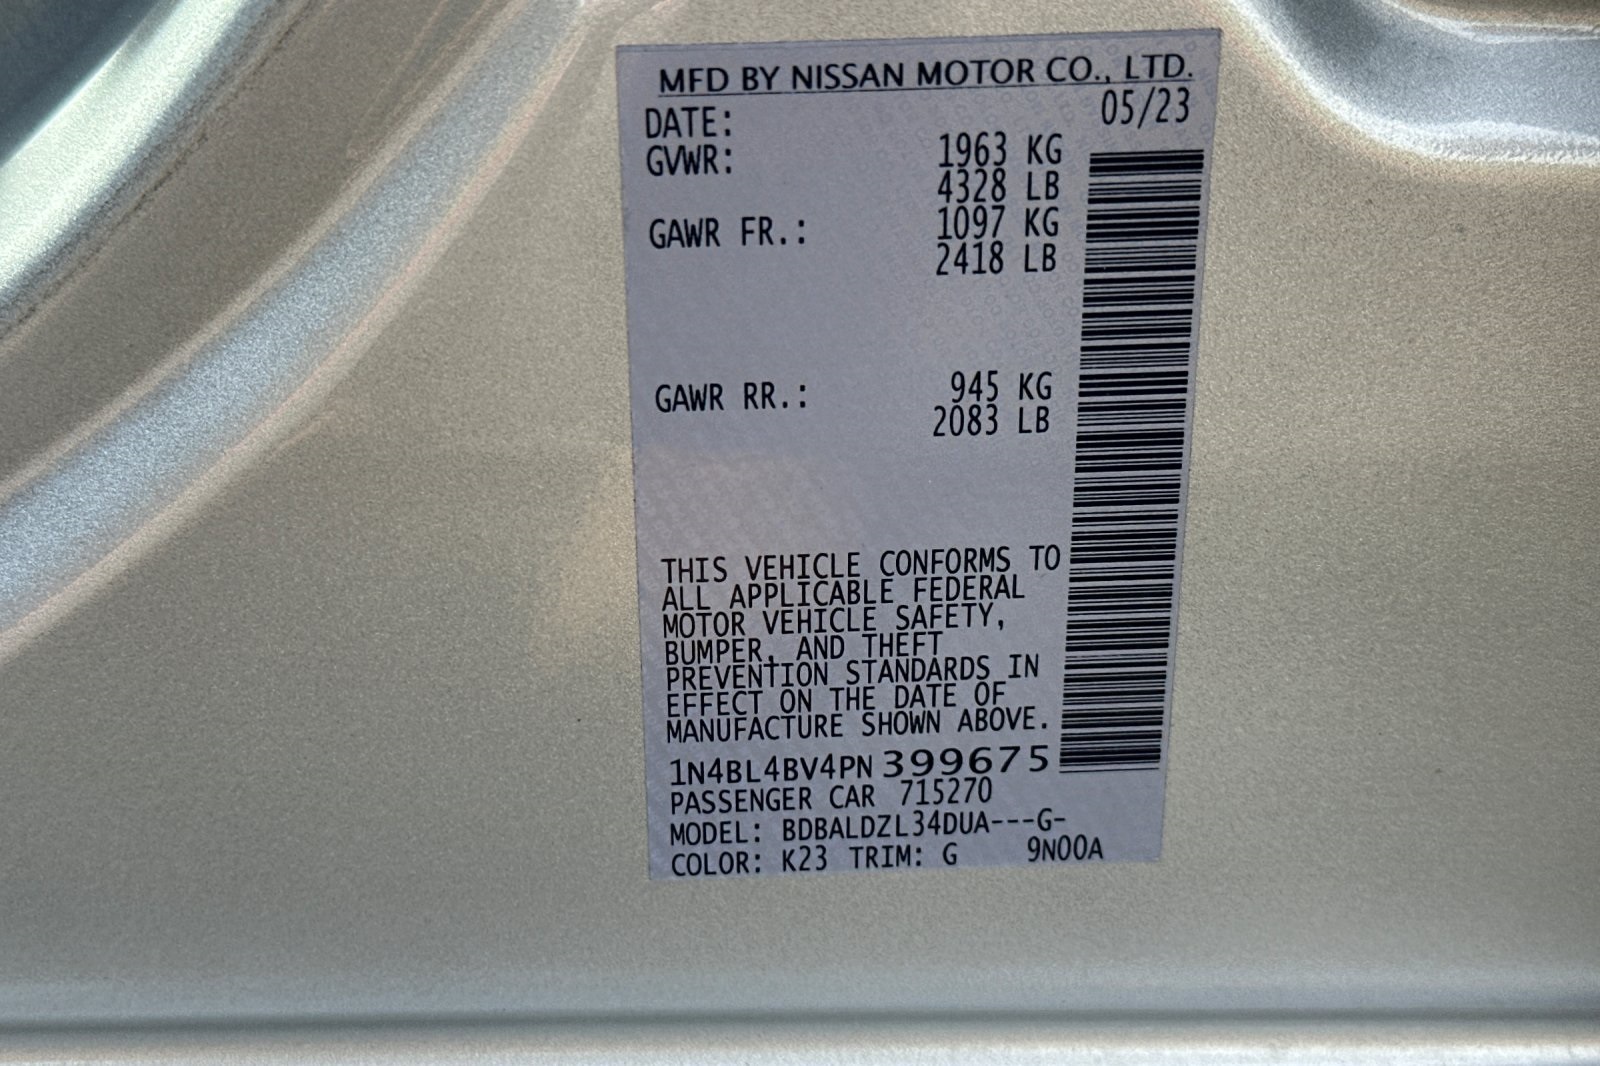 MFD BY NISSAN MOTOR CO., LTD.
DATE: 05/23
GVWR: 1963 KG
4328 LB
GAWR FR.: 1097 KG
2418 LB
GAWR RR.: 945 KG
2083 LB
THIS VEHICLE CONFORMS TO
ALL APPLICABLE FEDERAL
MOTOR VEHICLE SAFETY,
BUMPER, AND THEFT
PREVENTION STANDARDS IN
EFFECT ON THE DATE OF
MANUFACTURE SHOWN ABOVE.
1N4BL4BV4PN399675
PASSENGER CAR 715270
MODEL: BDBALDZL34DUA---G-
COLOR: K23 TRIM: G 9N00A